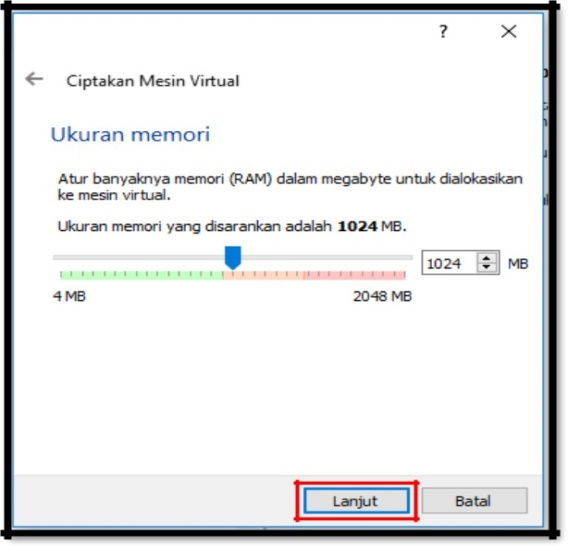 ?
Ciptakan Mesin Virtual
Ukuran memori
Atur banyaknya memori (RAM) dalam megabyte untuk dialokasikan
ke mesin virtual.
Ukuran memori yang disarankan adalah 1024 MB.
1024 MB
4 MB 2048 MB
Lanjut Batal